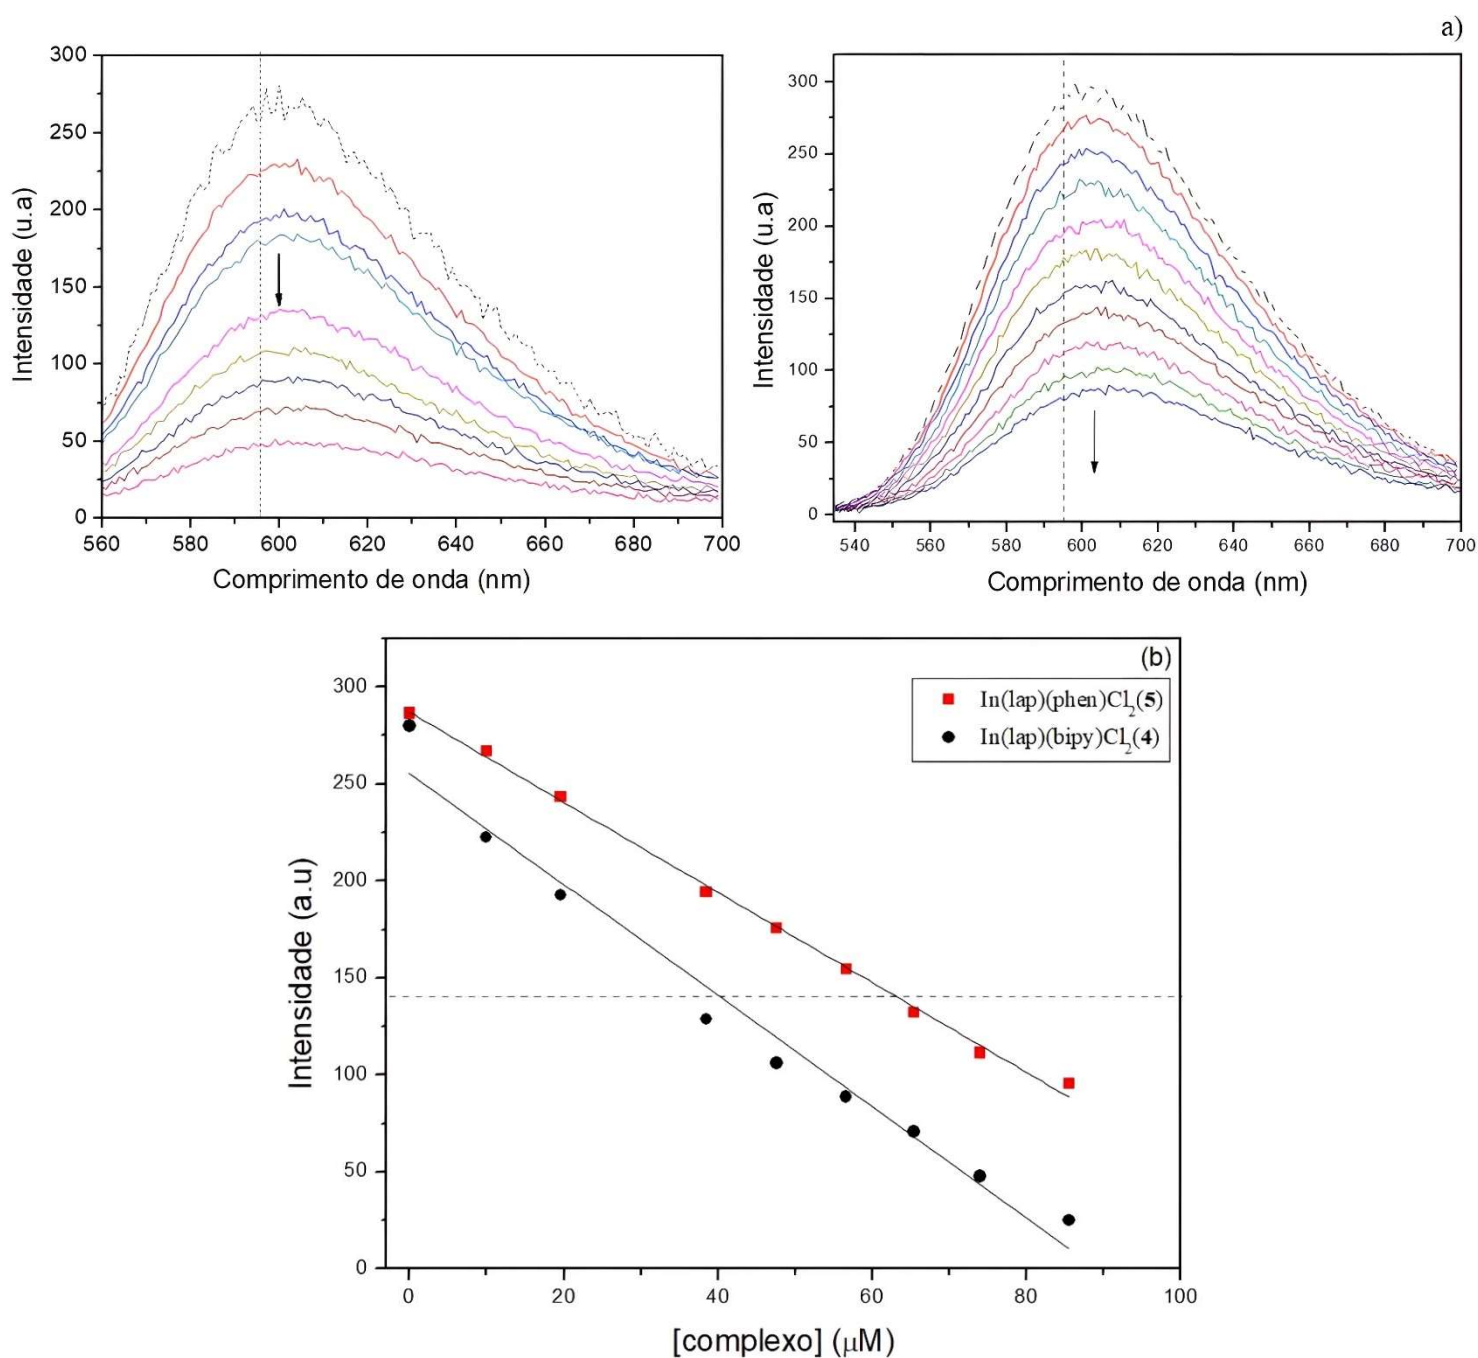 a)
300
250
200
150
100
50
0
Intensidade (u.a)
560 580 600 620 640 660 680 700
Comprimento de onda (nm)
300
250
200
150
100
50
0
Intensidade (u.a)
540 560 580 600 620 640 660 680 700
Comprimento de onda (nm)
(b)
In(lap)(phen)Cl₂(5)
In(lap)(bipy)Cl₂(4)
300
250
200
150
100
50
0
Intensidade (a.u)
0 20 40 60 80 100
[complexo] (μM)